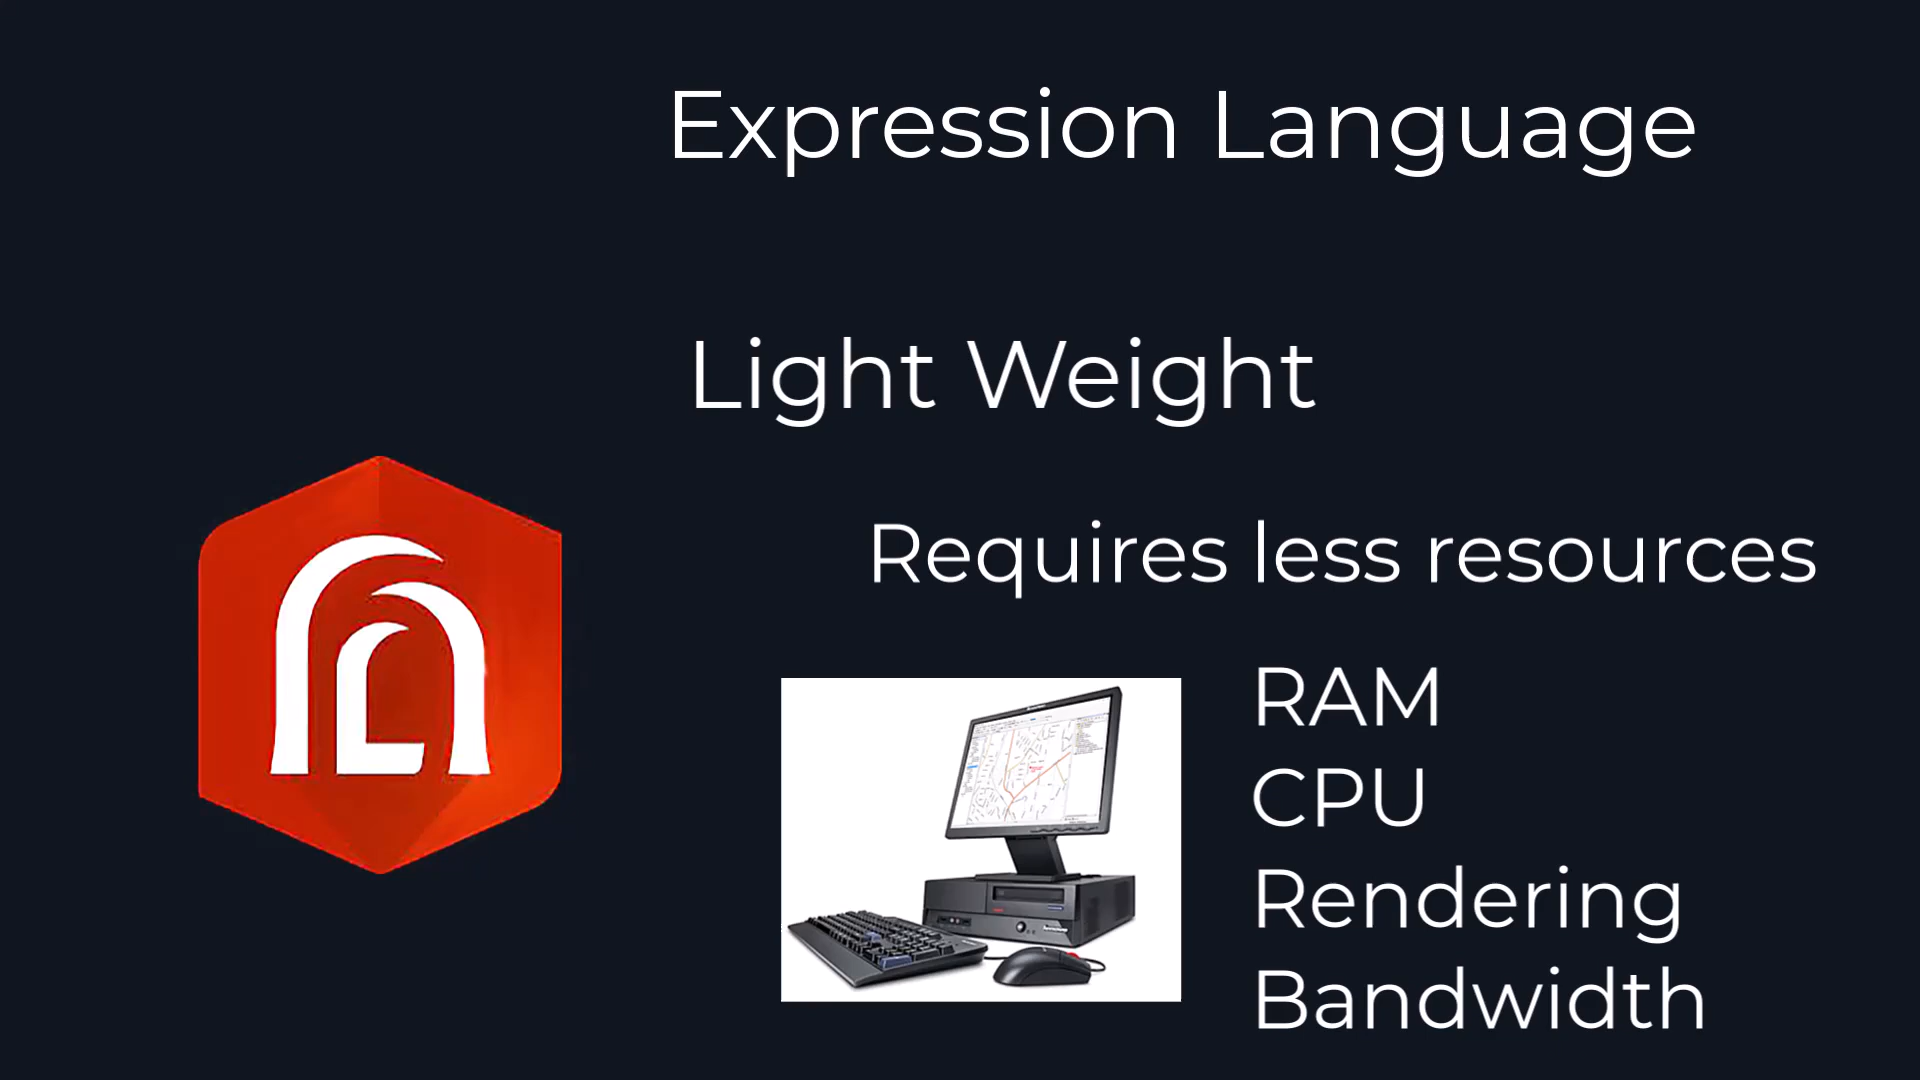 Expression Language
Light Weight
Requires less resources
RAM
CPU
Rendering
Bandwidth